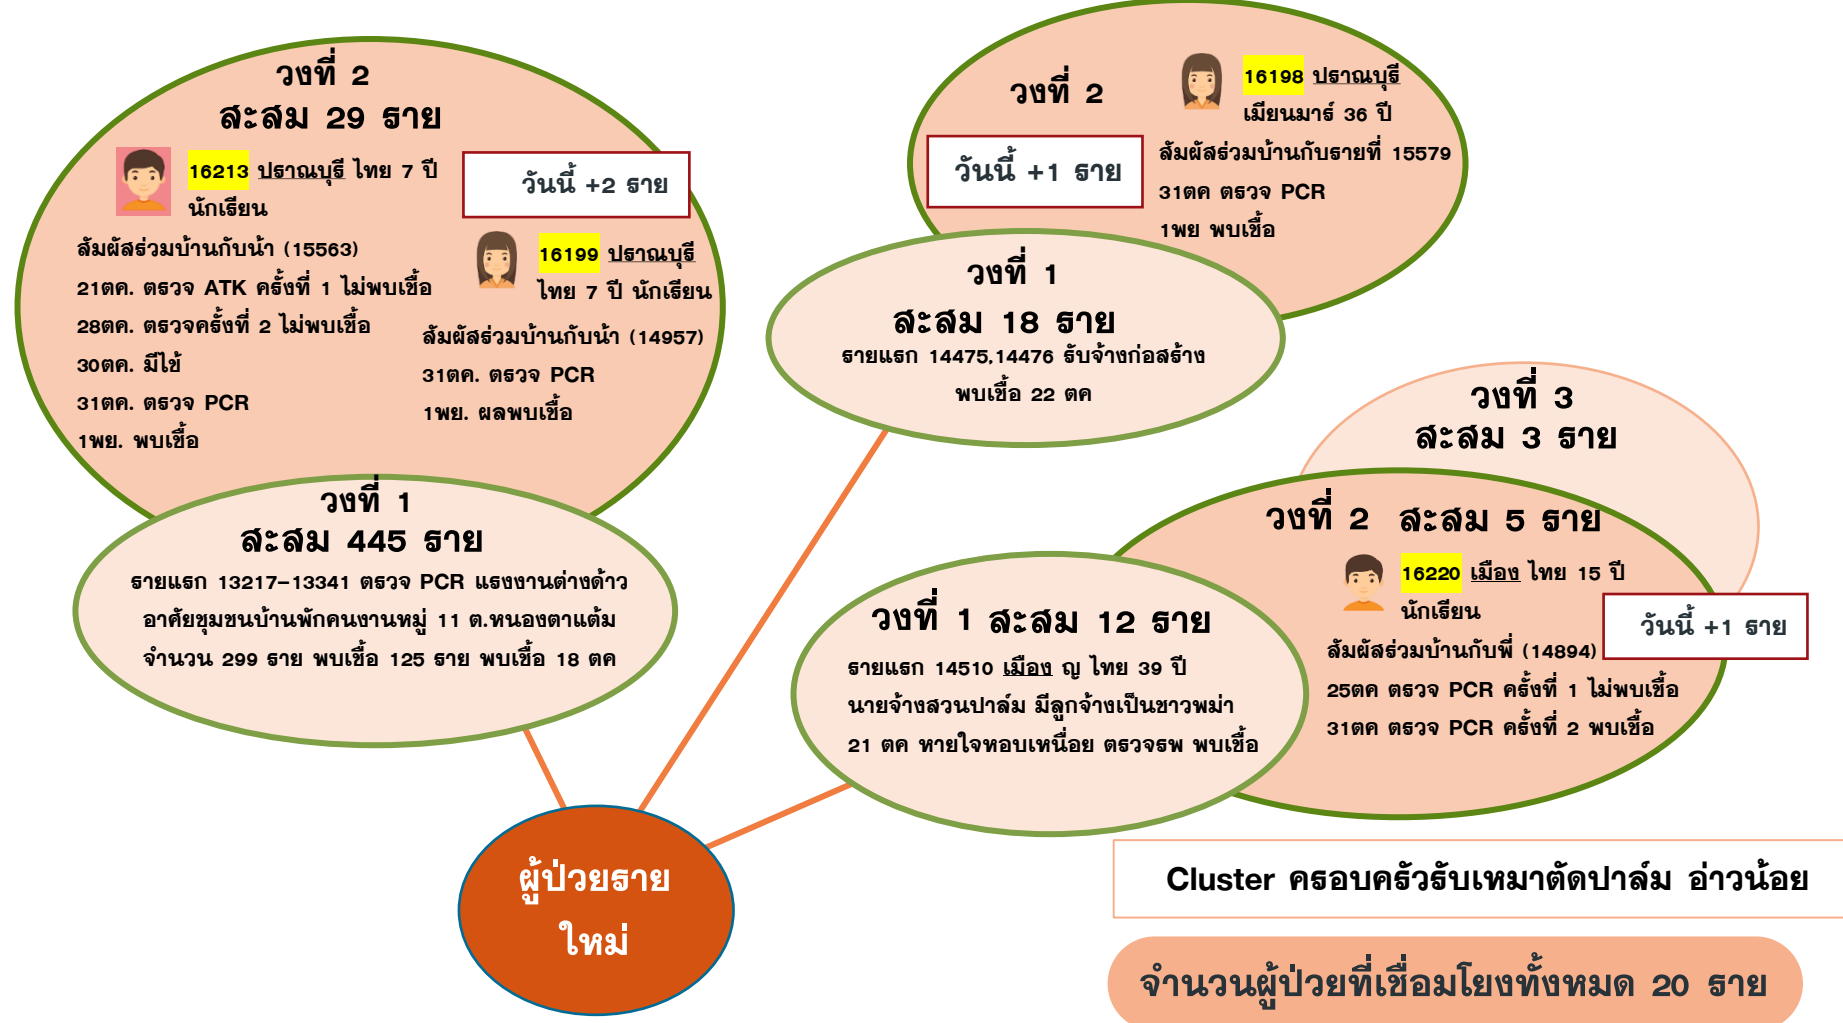 วงที่ 2
สะสม 29 ราย
16213 ปราณบุรี ไทย 7 ปี
นักเรียน
สัมผัสร่วมบ้านกับน้า (15563)
21ตค. ตรวจ ATK ครั้งที่ 1 ไม่พบเชื้อ
28ตค. ตรวจครั้งที่ 2 ไม่พบเชื้อ
30ตค. มีไข้
31ตค. ตรวจ PCR
1พย. พบเชื้อ
วันนี้ +2 ราย
16199 ปราณบุรี
ไทย 7 ปี นักเรียน
สัมผัสร่วมบ้านกับน้า (14957)
31ตค. ตรวจ PCR
1พย. ผลพบเชื้อ
วงที่ 1
สะสม 445 ราย
รายแรก 13217-13341 ตรวจ PCR แรงงานต่างด้าว
อาศัยชุมชนบ้านพักคนงานหมู่ 11 ต.หนองตาแต้ม
จำนวน 299 ราย พบเชื้อ 125 ราย พบเชื้อ 18 ตค
วงที่ 2
วันนี้ +1 ราย
16198 ปราณบุรี
เมียนมาร์ 36 ปี
สัมผัสร่วมบ้านกับรายที่ 15579
31ตค ตรวจ PCR
1พย พบเชื้อ
วงที่ 1
สะสม 18 ราย
รายแรก 14475,14476 รับจ้างก่อสร้าง
พบเชื้อ 22 ตค
วงที่ 3
สะสม 3 ราย
วงที่ 2 สะสม 5 ราย
16220 เมือง ไทย 15 ปี
นักเรียน
สัมผัสร่วมบ้านกับพี่ (14894)
25ตค ตรวจ PCR ครั้งที่ 1 ไม่พบเชื้อ
31ตค ตรวจ PCR ครั้งที่ 2 พบเชื้อ
วันนี้ +1 ราย
วงที่ 1 สะสม 12 ราย
รายแรก 14510 เมือง ญ ไทย 39 ปี
นายจ้างสวนปาล์ม มีลูกจ้างเป็นชาวพม่า
21 ตค หายใจหอบเหนื่อย ตรวจรพ พบเชื้อ
ผู้ป่วยราย
ใหม่
Cluster ครอบครัวรับเหมาตัดปาล์ม อ่าวน้อย
จำนวนผู้ป่วยที่เชื่อมโยงทั้งหมด 20 ราย